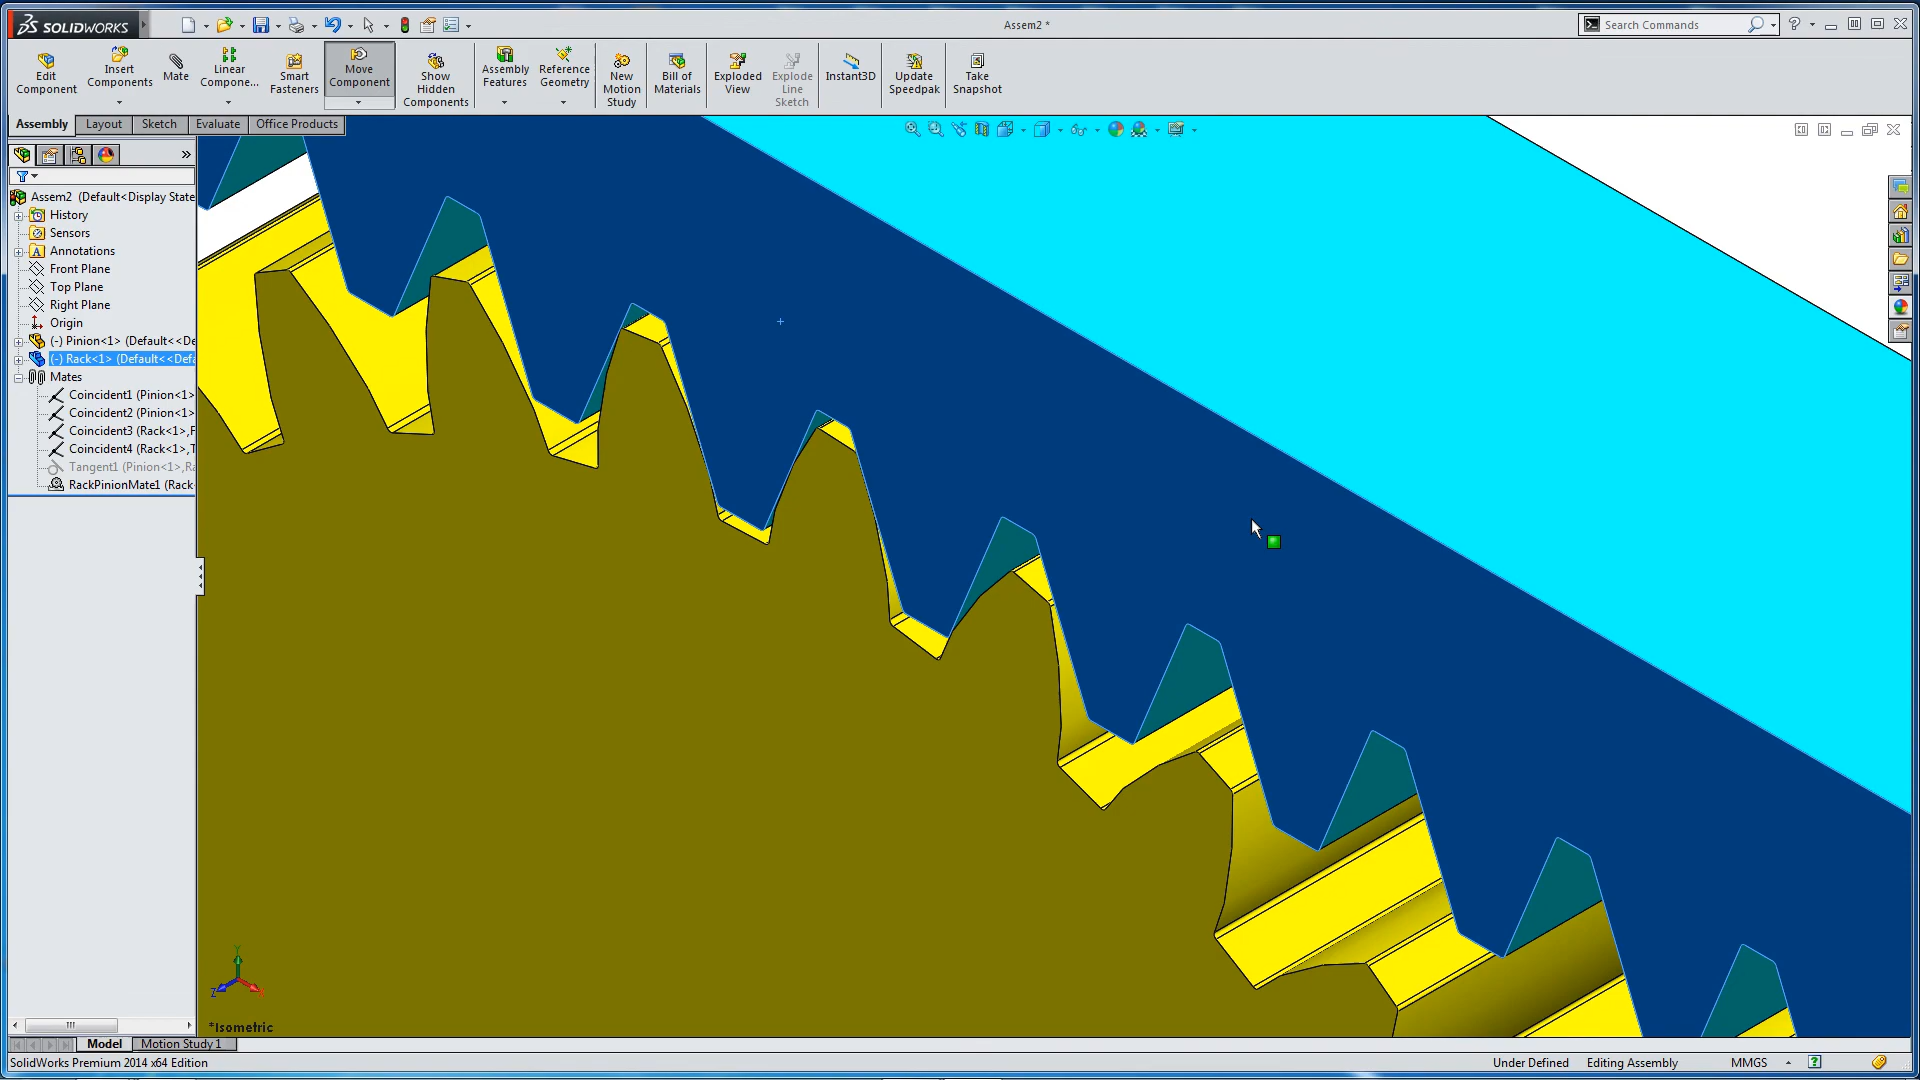 SOLIDWORKS
Assem2 *
Search Commands
Edit Component
Insert Components
Mate
Linear Compone...
Smart Fasteners
Move Component
Show Hidden Components
Assembly Features
Reference Geometry
New Motion Study
Bill of Materials
Exploded View
Explode Line Sketch
Instant3D
Update Speedpak
Take Snapshot
Assembly
Layout
Sketch
Evaluate
Office Products
Assem2 (Default<Display State
History
Sensors
Annotations
Front Plane
Top Plane
Right Plane
Origin
(-) Pinion<1> (Default<<De
(-) Rack<1> (Default<<Defa
Mates
Coincident1 (Pinion<1>
Coincident2 (Pinion<1>
Coincident3 (Rack<1>,F
Coincident4 (Rack<1>,T
Tangent1 (Pinion<1>,Ra
RackPinionMate1 (Rack
Y
Z
*Isometric
Model
Motion Study 1
SolidWorks Premium 2014 x64 Edition
Under Defined
Editing Assembly
MMGS